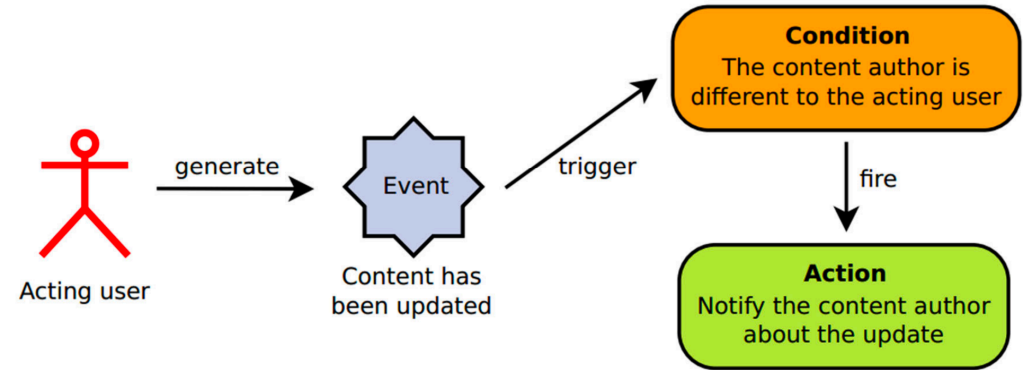 generate
Event
Content has
been updated
Acting user
trigger
Condition
The content author is
different to the acting user
fire
Action
Notify the content author
about the update